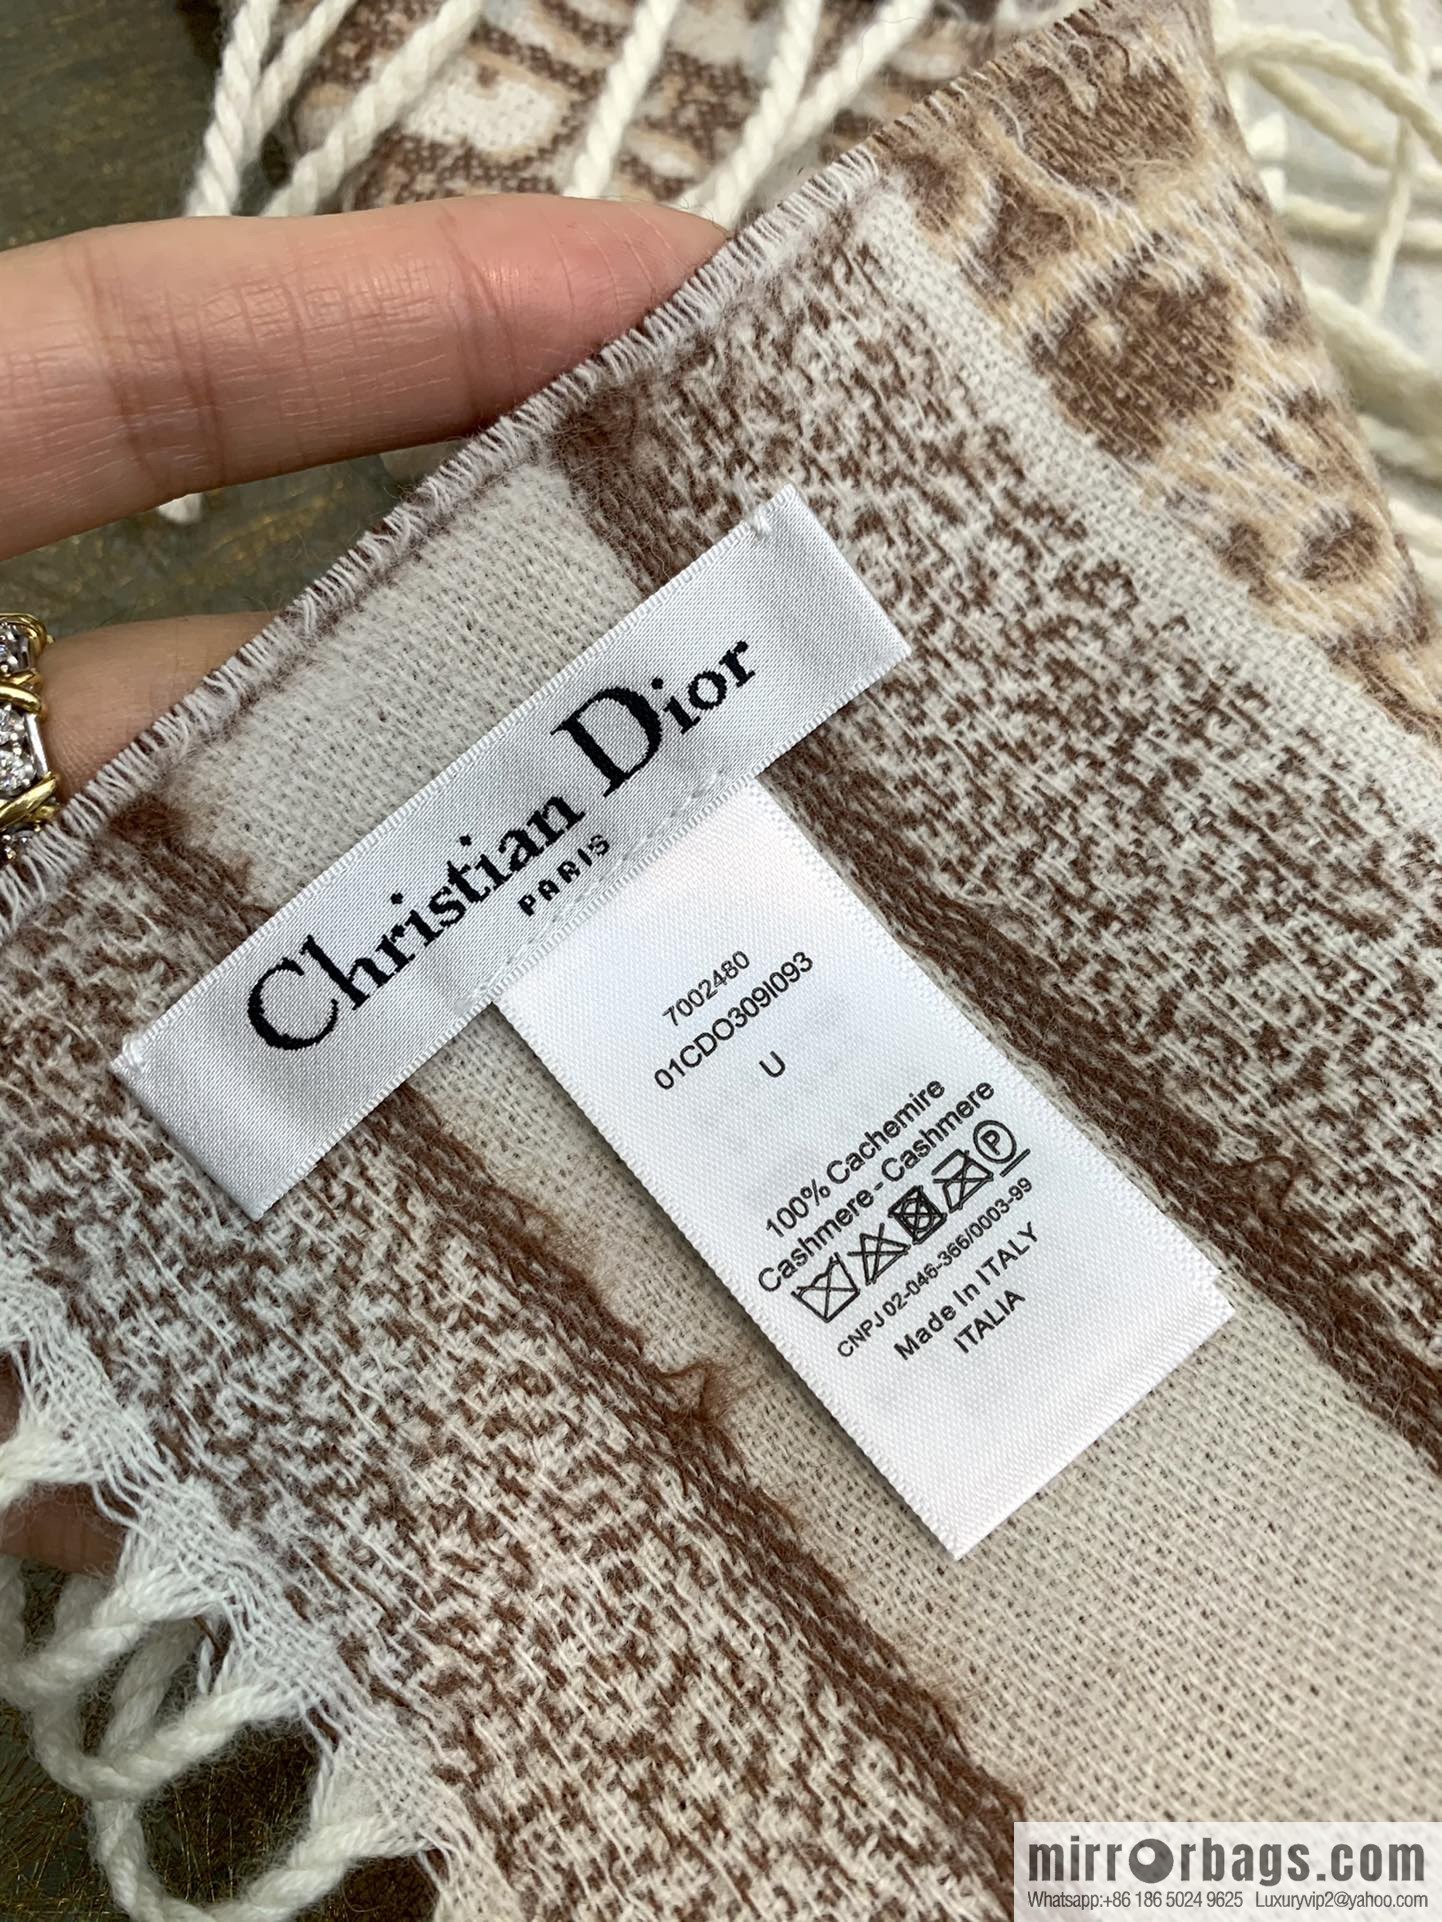 Christian Dior
PARIS
7002480
01CDO309I093
U
100% Cachemire
Cashmere - Cashmere
P
CNPJ 02-046-366/0003-99
Made In ITALY
ITALIA
mirrorbags.com
Whatsapp:+86 186 5024 9625 Luxuryvip2@yahoo.com